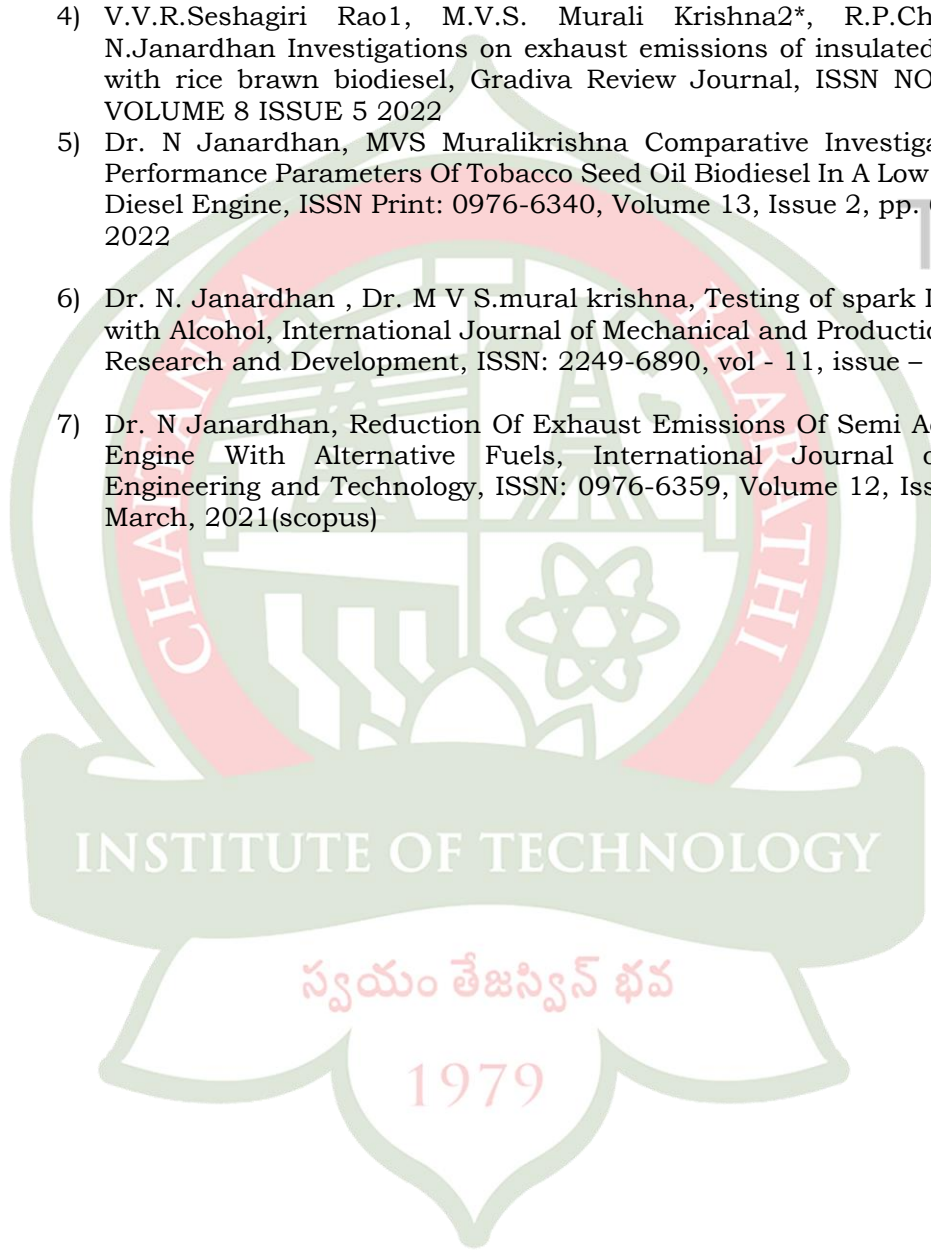 4) V.V.R.Seshagiri Rao1, M.V.S. Murali Krishna2*, R.P.Ch
N.Janardhan Investigations on exhaust emissions of insulated
with rice brawn biodiesel, Gradiva Review Journal, ISSN NO
VOLUME 8 ISSUE 5 2022
5) Dr. N Janardhan, MVS Muralikrishna Comparative Investiga
Performance Parameters Of Tobacco Seed Oil Biodiesel In A Low
Diesel Engine, ISSN Print: 0976-6340, Volume 13, Issue 2, pp.
2022
6) Dr. N. Janardhan , Dr. M V S.mural krishna, Testing of spark
with Alcohol, International Journal of Mechanical and Productio
Research and Development, ISSN: 2249-6890, vol - 11, issue –
7) Dr. N Janardhan, Reduction Of Exhaust Emissions Of Semi A
Engine With Alternative Fuels, International Journal o
Engineering and Technology, ISSN: 0976-6359, Volume 12, Iss
March, 2021(scopus)
CHAITANYA BHARATHI
INSTITUTE OF TECHNOLOGY
స్వయం తేజస్విన్ భవ
1979